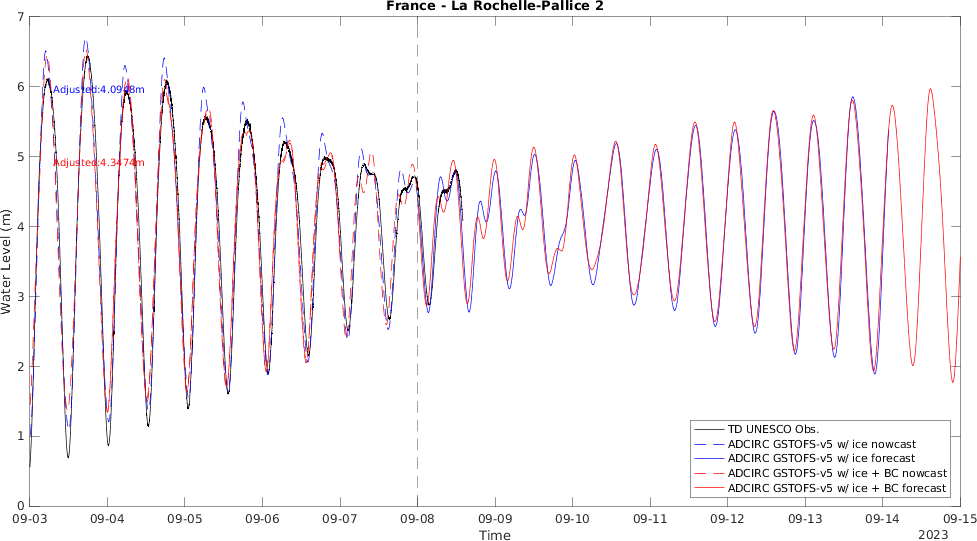 France - La Rochelle-Pallice 2
7
6
5
4
3
2
1
0
Water Level (m)
Adjusted:4.0948m
Adjusted:4.3474m
TD UNESCO Obs.
ADCIRC GSTOFS-v5 w/ ice nowcast
ADCIRC GSTOFS-v5 w/ ice forecast
ADCIRC GSTOFS-v5 w/ ice + BC nowcast
ADCIRC GSTOFS-v5 w/ ice + BC forecast
09-03 09-04 09-05 09-06 09-07 09-08 09-09 09-10 09-11 09-12 09-13 09-14 09-15
Time
2023